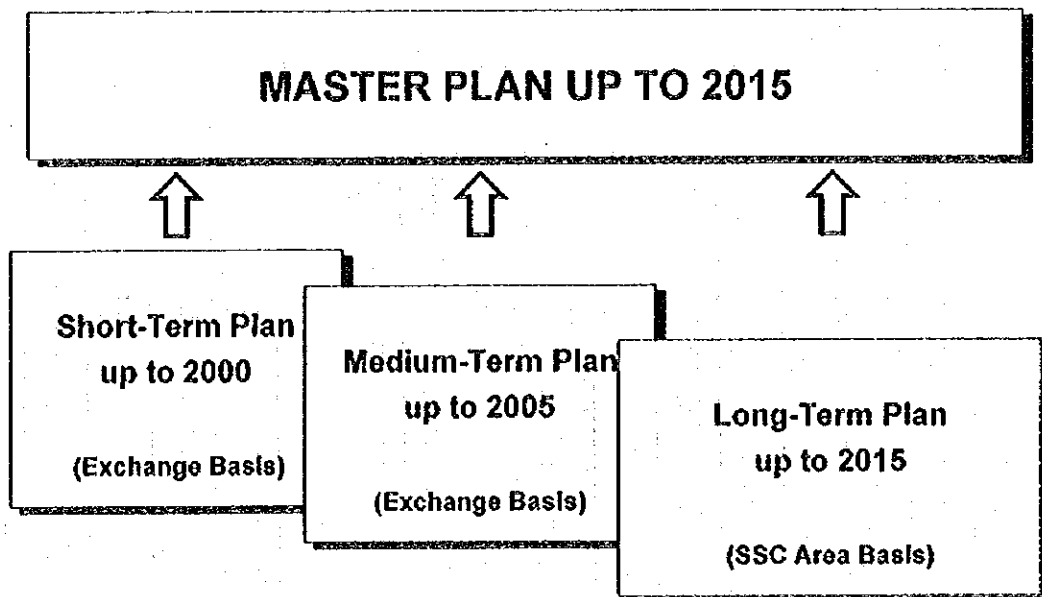 MASTER PLAN UP TO 2015
Short-Term Plan
up to 2000
(Exchange Basis)
Medium-Term Plan
up to 2005
(Exchange Basis)
Long-Term Plan
up to 2015
(SSC Area Basis)